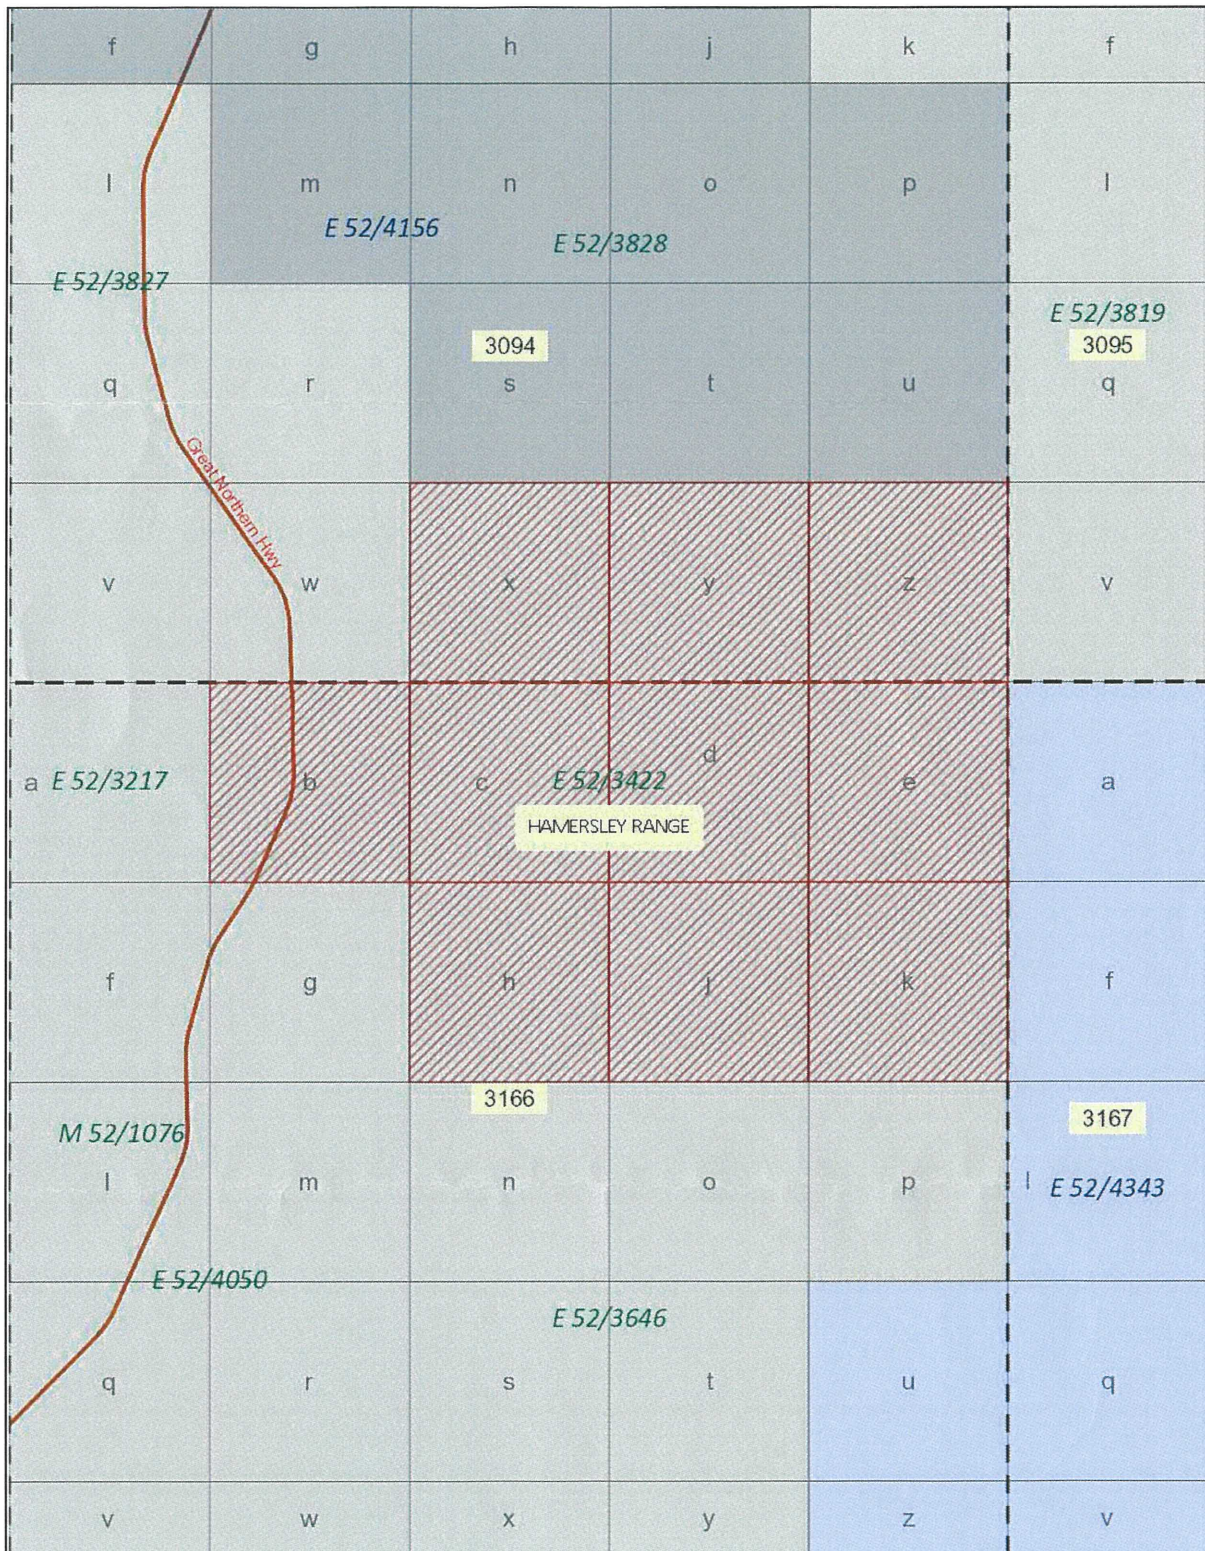 f g h j k f
l m n o p l
E 52/4156 E 52/3828
E 52/3827
E 52/3819
3094 3095
q r s t u q
Great Northern Hwy
v w x y z v
a E 52/3217 b c E 52/3422 d e a
HAMERSLEY RANGE
f g h j k f
3166 3167
M 52/1076
l m n o p l E 52/4343
E 52/4050
E 52/3646
q r s t u q
v w x y z v